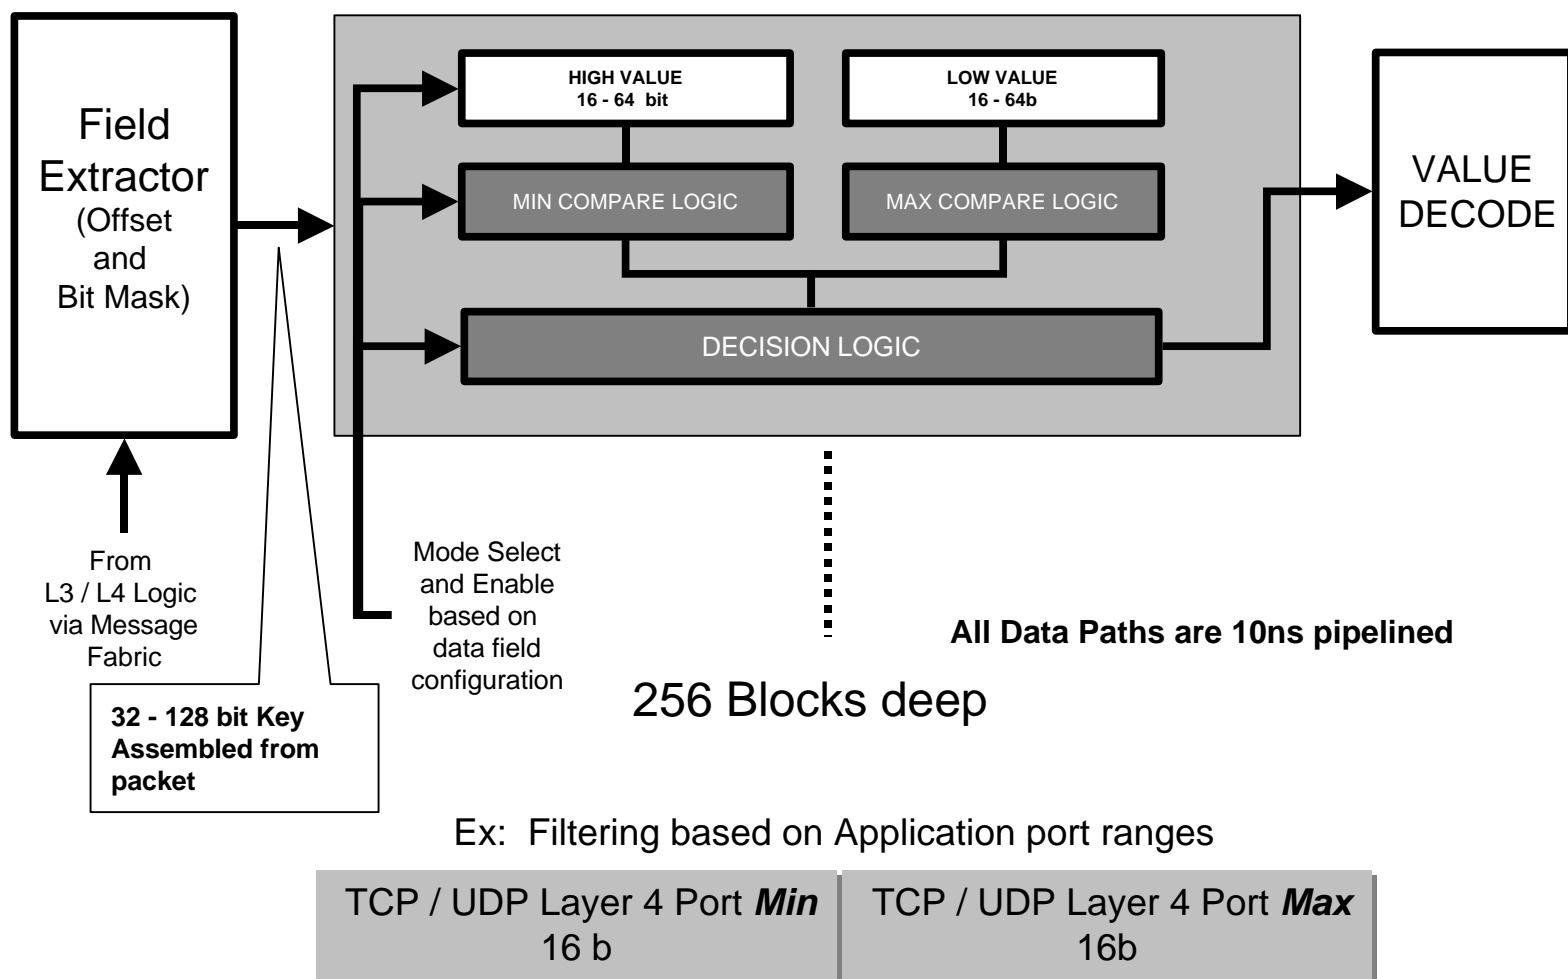 Field
Extractor
(Offset
and
Bit Mask)
HIGH VALUE
16 - 64 bit
LOW VALUE
16 - 64b
MIN COMPARE LOGIC
MAX COMPARE LOGIC
DECISION LOGIC
VALUE
DECODE
From
L3 / L4 Logic
via Message
Fabric
Mode Select
and Enable
based on
data field
configuration
32 - 128 bit Key
Assembled from
packet
All Data Paths are 10ns pipelined
256 Blocks deep
Ex: Filtering based on Application port ranges
TCP / UDP Layer 4 Port Min
16 b
TCP / UDP Layer 4 Port Max
16b